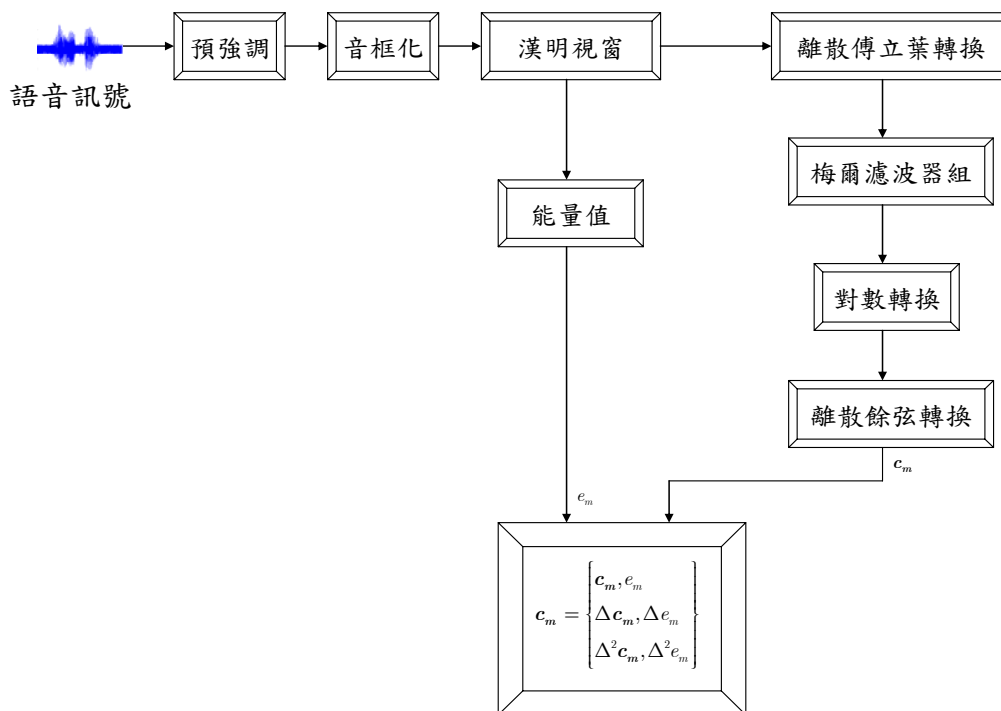 語音訊號
預強調
音框化
漢明視窗
離散傅立葉轉換
梅爾濾波器組
能量值
對數轉換
離散餘弦轉換
c_m
e_m
c_m = { c_m, e_m
Δc_m, Δe_m
Δ²c_m, Δ²e_m }